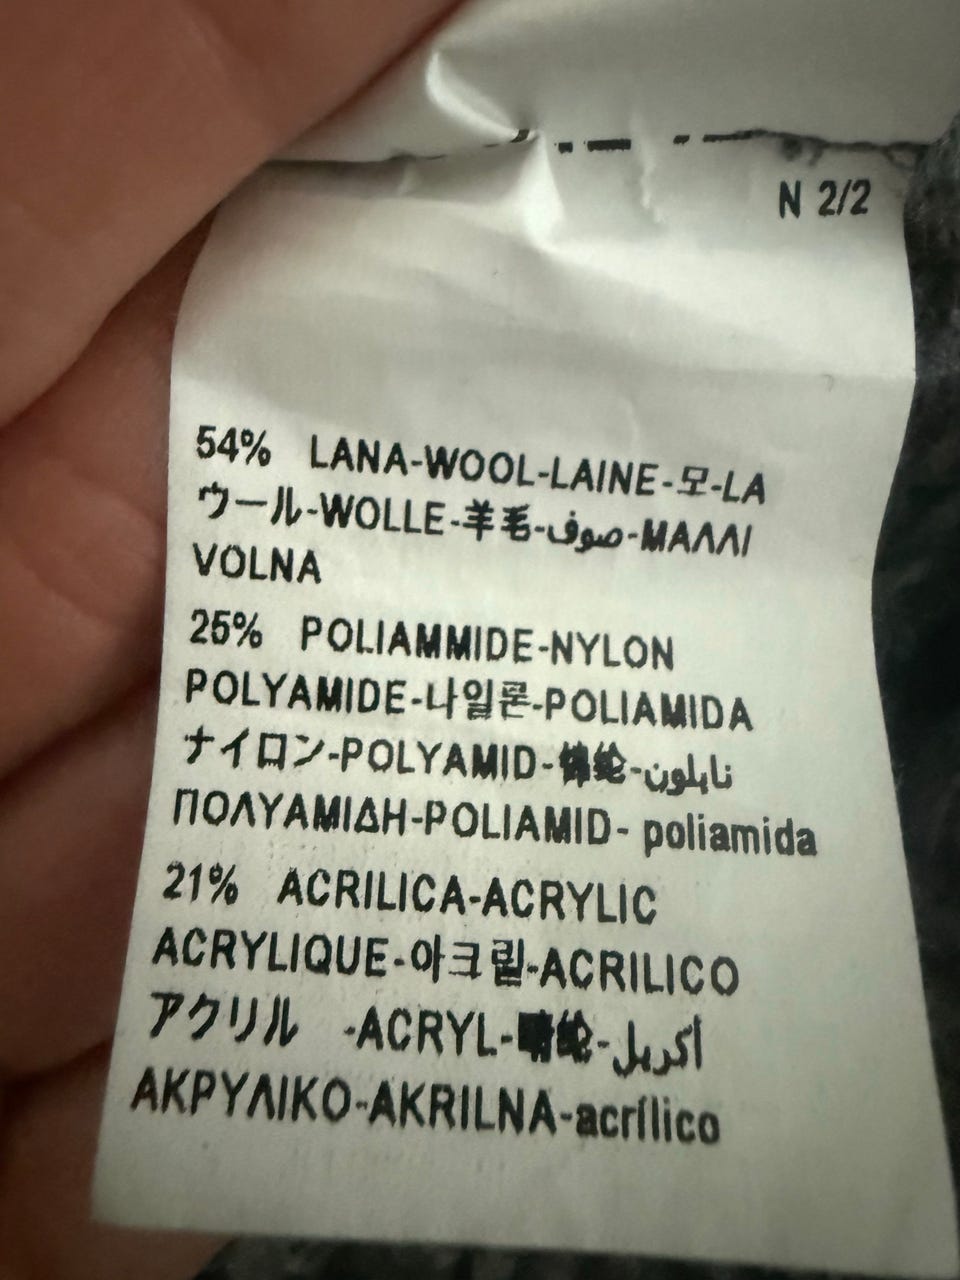 N 2/2
54% LANA-WOOL-LAINE-모-LA
ウール-WOLLE-羊毛-صوف-ΜΑΛΛΙ
VOLNA
25% POLIAMMIDE-NYLON
POLYAMIDE-나일론-POLIAMIDA
ナイロン-POLYAMID-锦纶-نايلون
ΠΟΛΥΑΜΙΔΗ-POLIAMID- poliamida
21% ACRILICA-ACRYLIC
ACRYLIQUE-아크릴-ACRILICO
アクリル -ACRYL-腈纶-اكريل
ΑΚΡΥΛΙΚΟ-AKRILNA-acrílico